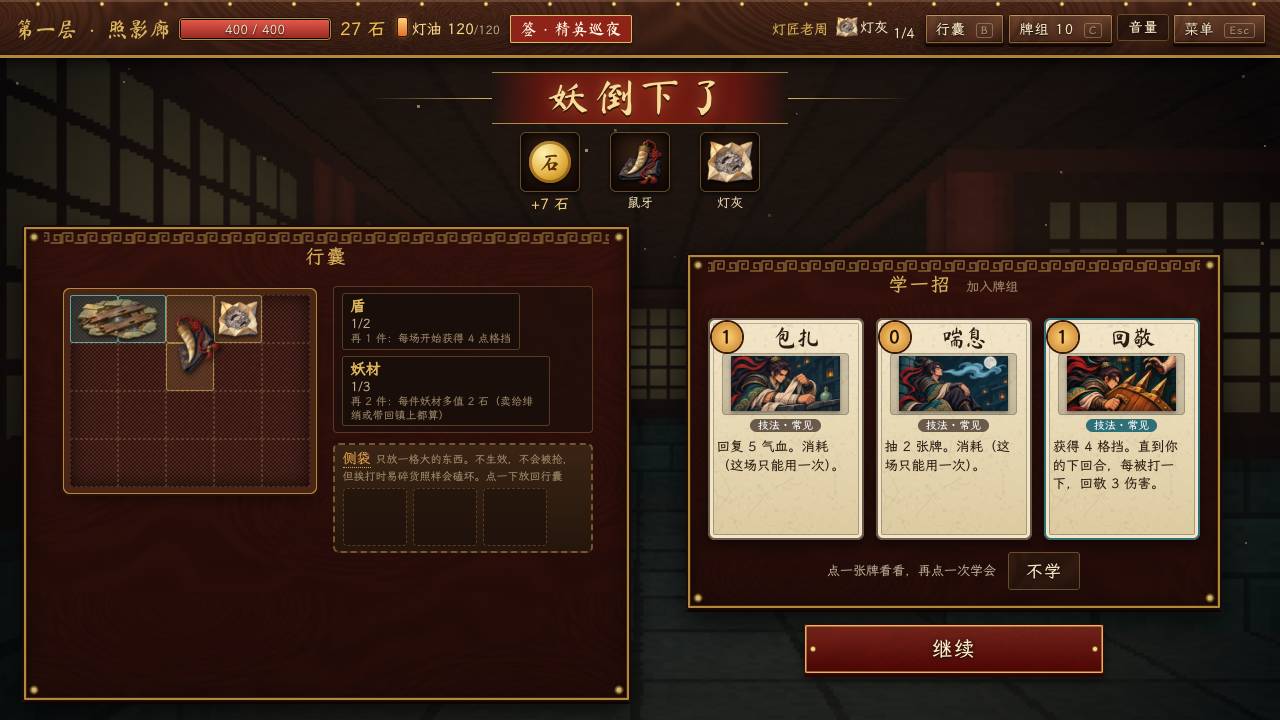 第一层 · 照影廊
400 / 400
27 石
灯油 120/120
签 · 精英巡夜
灯匠老周
灯灰 1/4
行囊 B
牌组 10 C
音量
菜单 Esc
妖倒下了
石
+7 石
鼠牙
灯灰
行囊
盾
1/2
再 1 件：每场开始获得 4 点格挡
妖材
1/3
再 2 件：每件妖材多值 2 石（卖给绯
绡或带回镇上都算）
侧袋 只放一格大的东西。不生效，不会被抢，
但挨打时易碎货照样会磕坏。点一下放回行囊
学一招 加入牌组
1 包扎
技法·常见
回复 5 气血。消耗
（这场只能用一次）。
0 喘息
技法·常见
抽 2 张牌。消耗（这
场只能用一次）。
1 回敬
技法·常见
获得 4 格挡。直到你
的下回合，每被打一
下，回敬 3 伤害。
点一张牌看看，再点一次学会
不学
继续